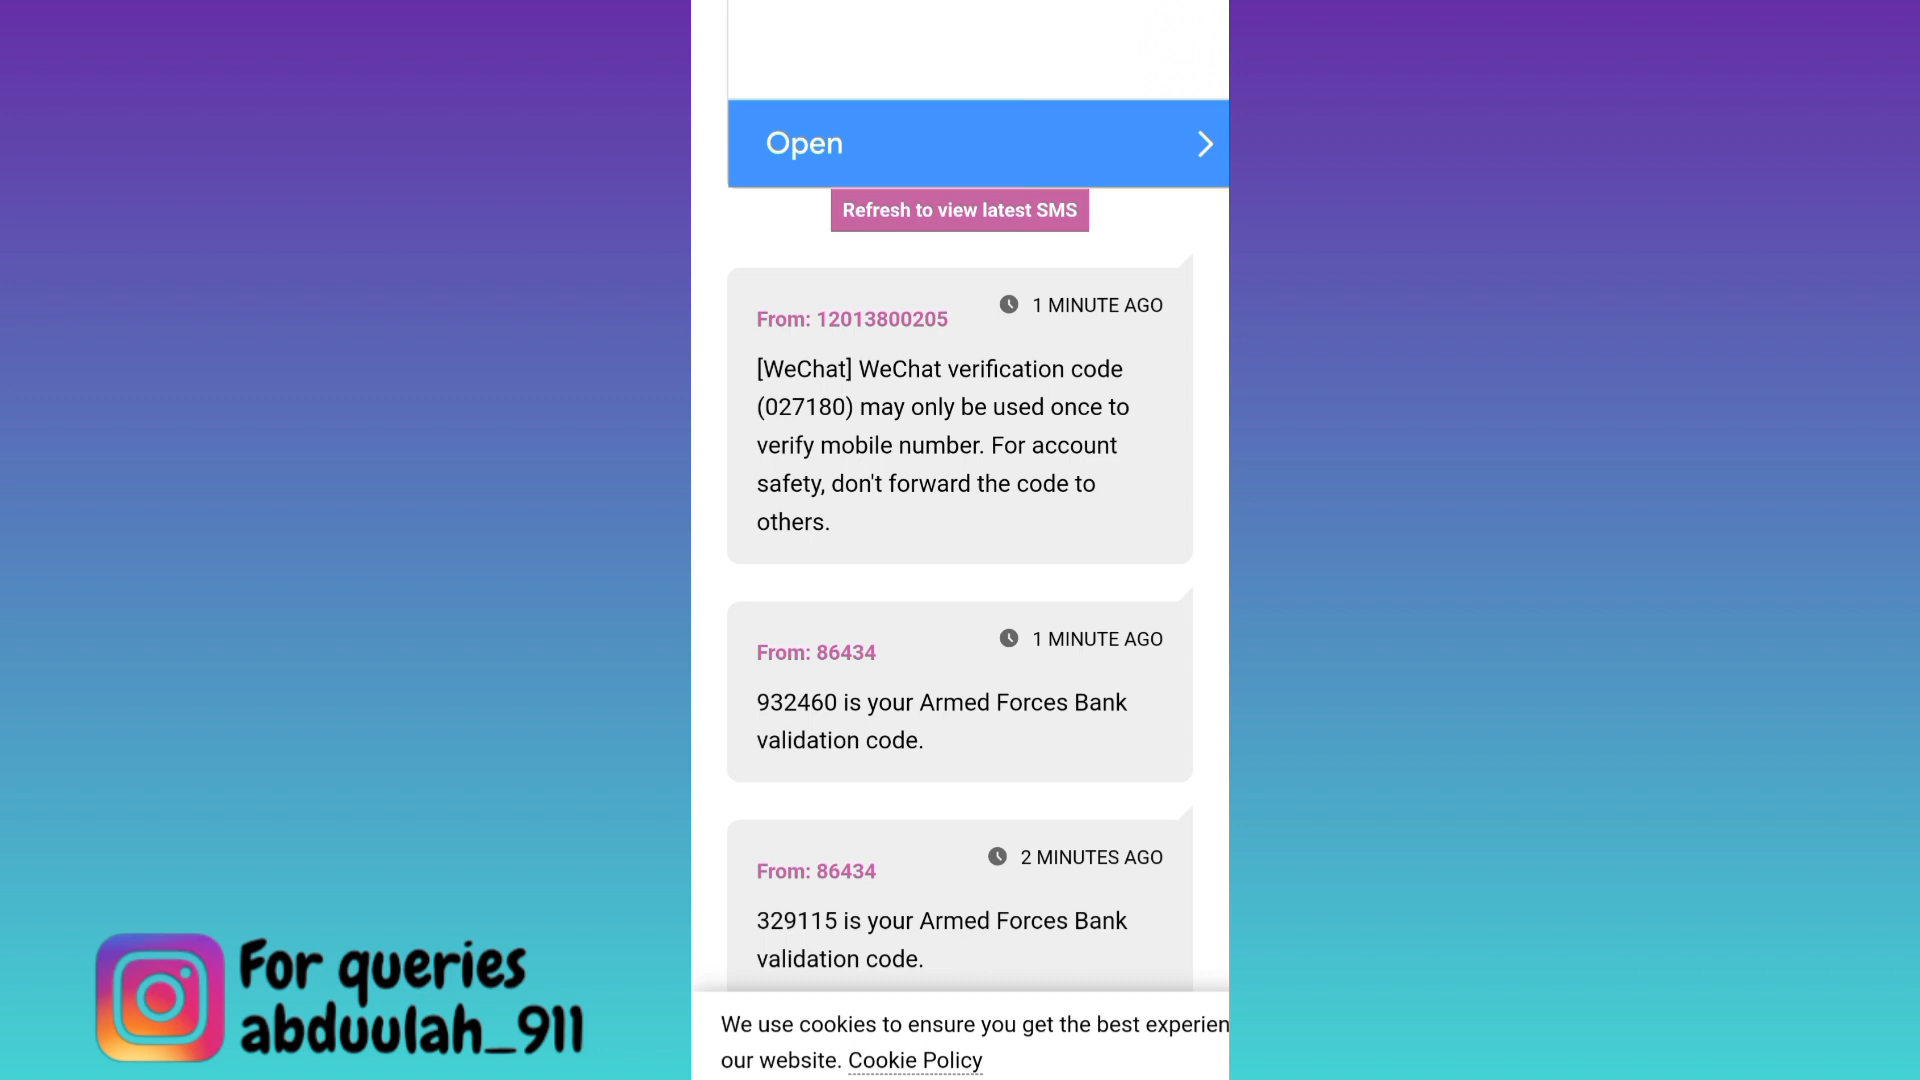 Open
Refresh to view latest SMS
1 MINUTE AGO
From: 12013800205
[WeChat] WeChat verification code
(027180) may only be used once to
verify mobile number. For account
safety, don't forward the code to
others.
1 MINUTE AGO
From: 86434
932460 is your Armed Forces Bank
validation code.
2 MINUTES AGO
From: 86434
329115 is your Armed Forces Bank
validation code.
We use cookies to ensure you get the best experien
our website. Cookie Policy
For queries
abduulah_911